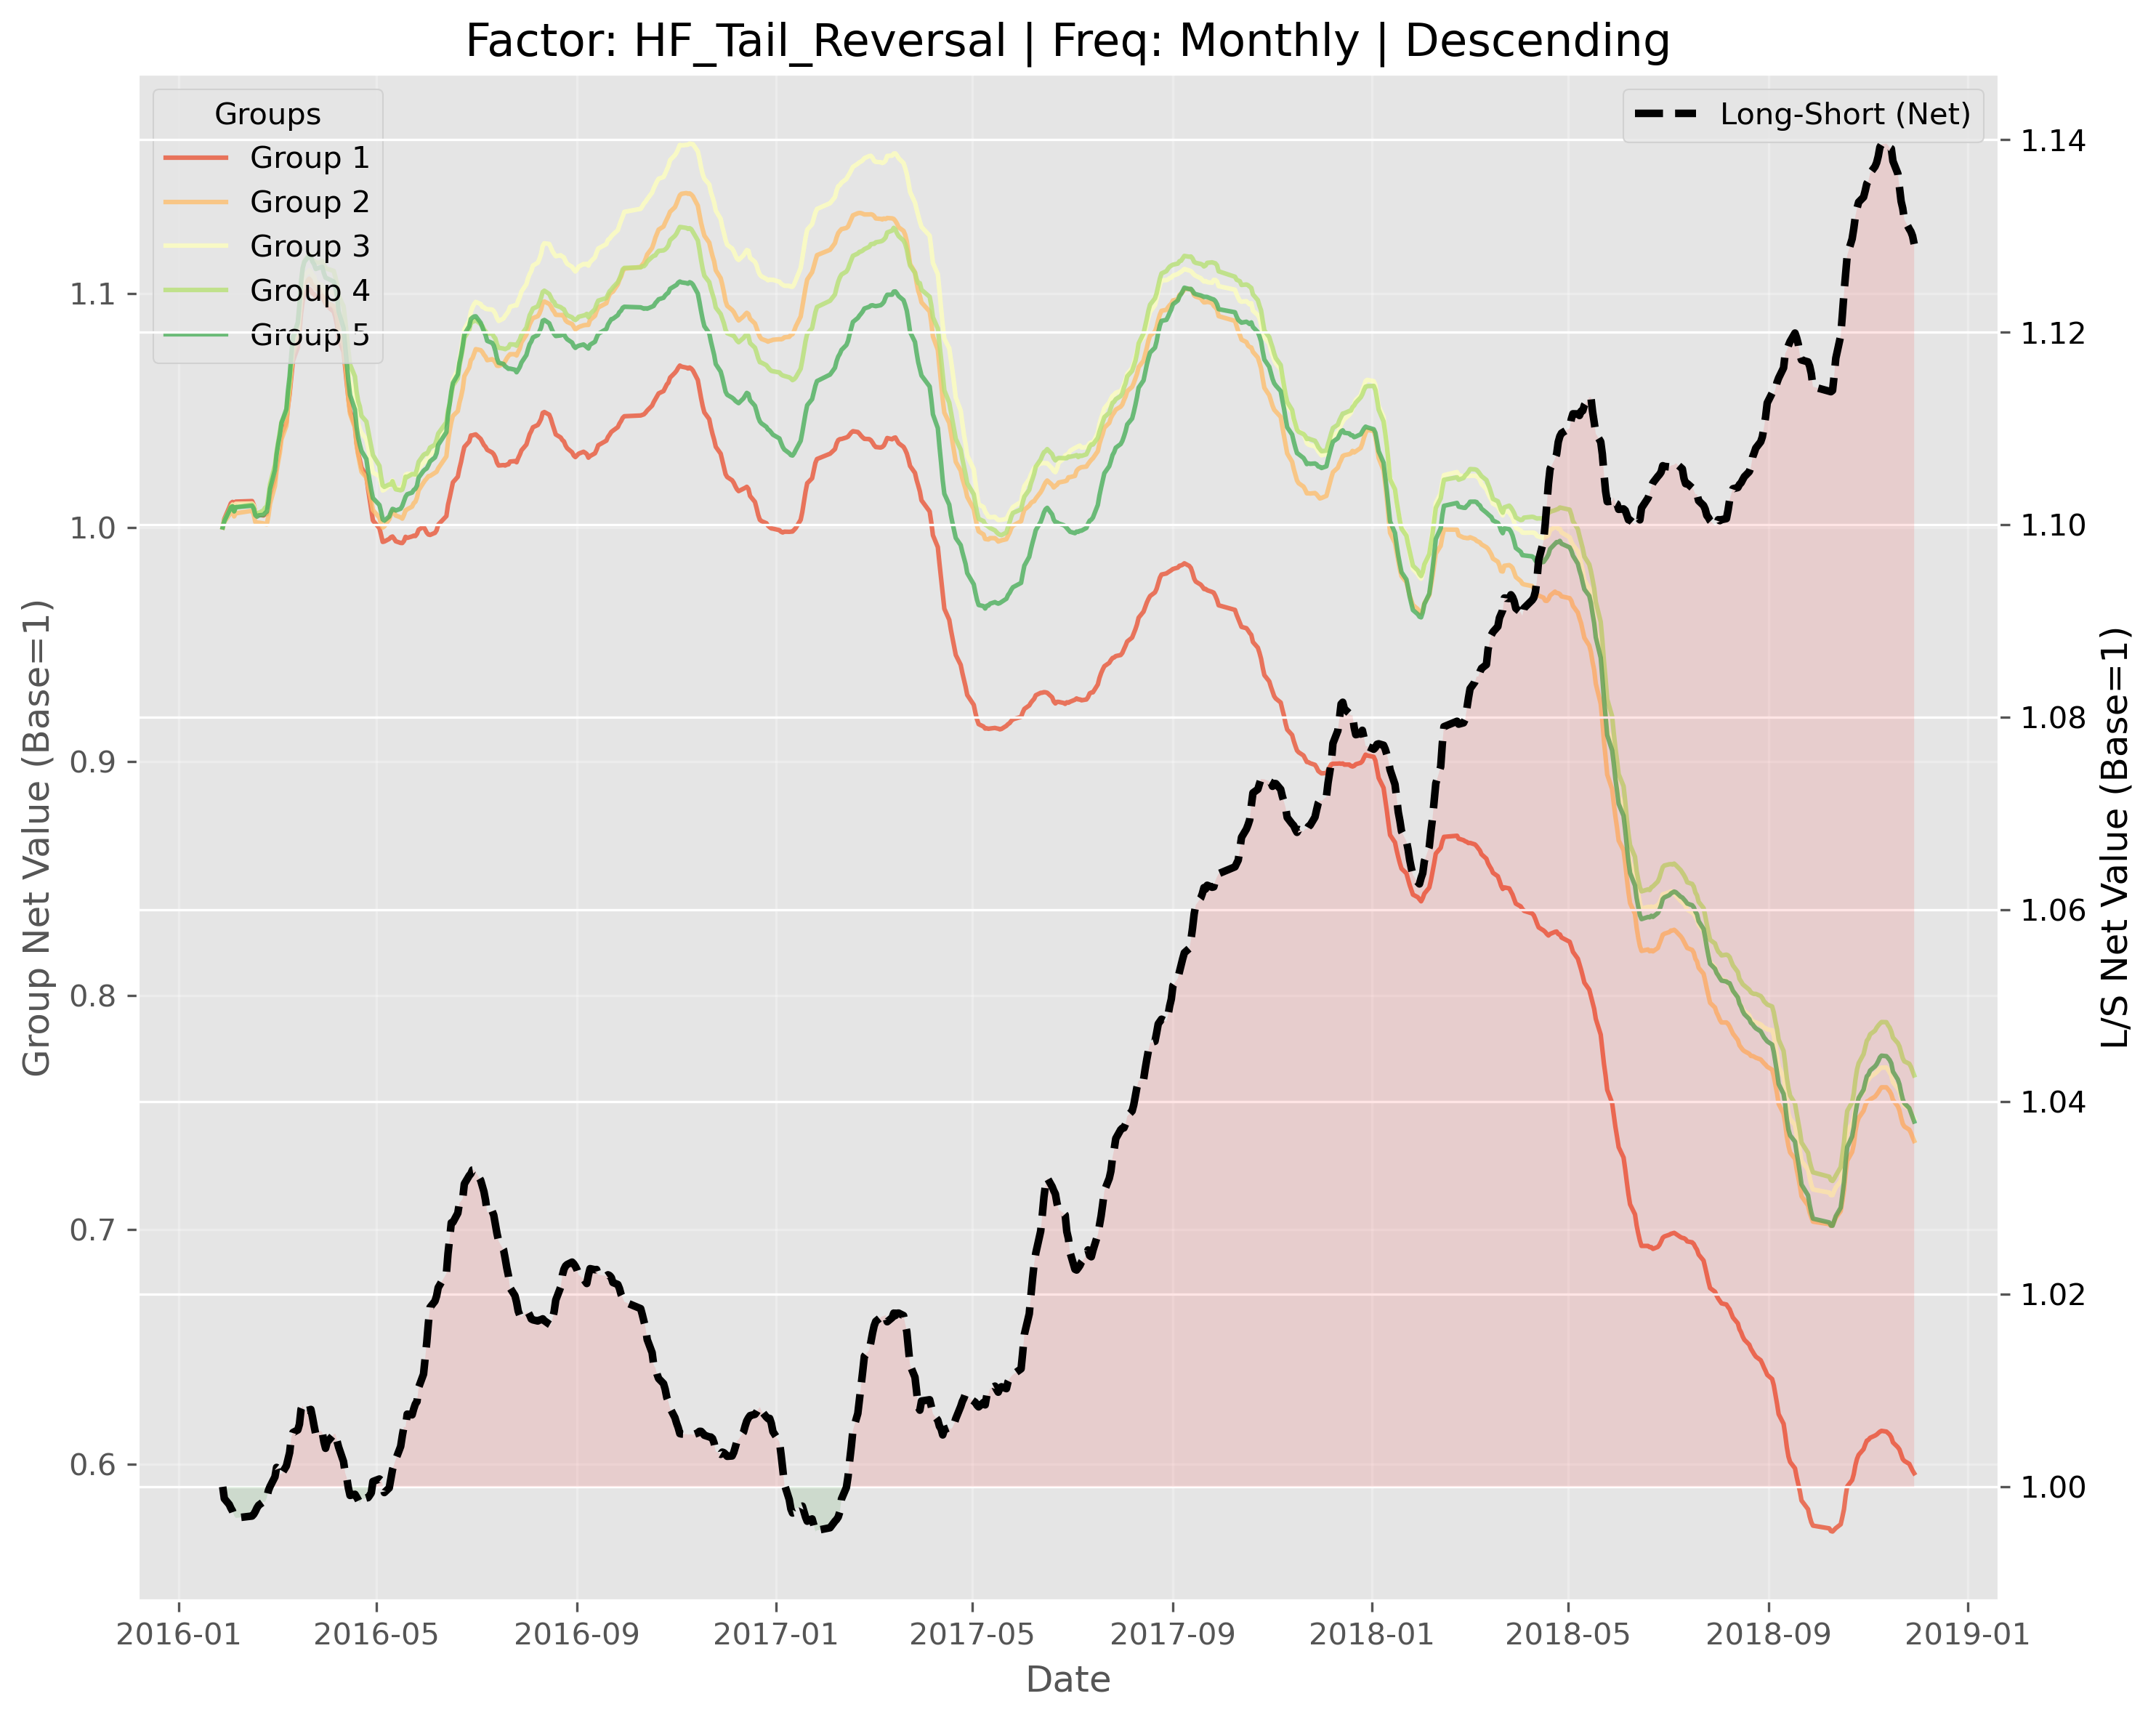 Factor: HF_Tail_Reversal | Freq: Monthly | Descending
Groups
Group 1
Group 2
Group 3
Group 4
Group 5
Long-Short (Net)
Group Net Value (Base=1)
1.1
1.0
0.9
0.8
0.7
0.6
L/S Net Value (Base=1)
1.14
1.12
1.10
1.08
1.06
1.04
1.02
1.00
2016-01
2016-05
2016-09
2017-01
2017-05
2017-09
2018-01
2018-05
2018-09
2019-01
Date